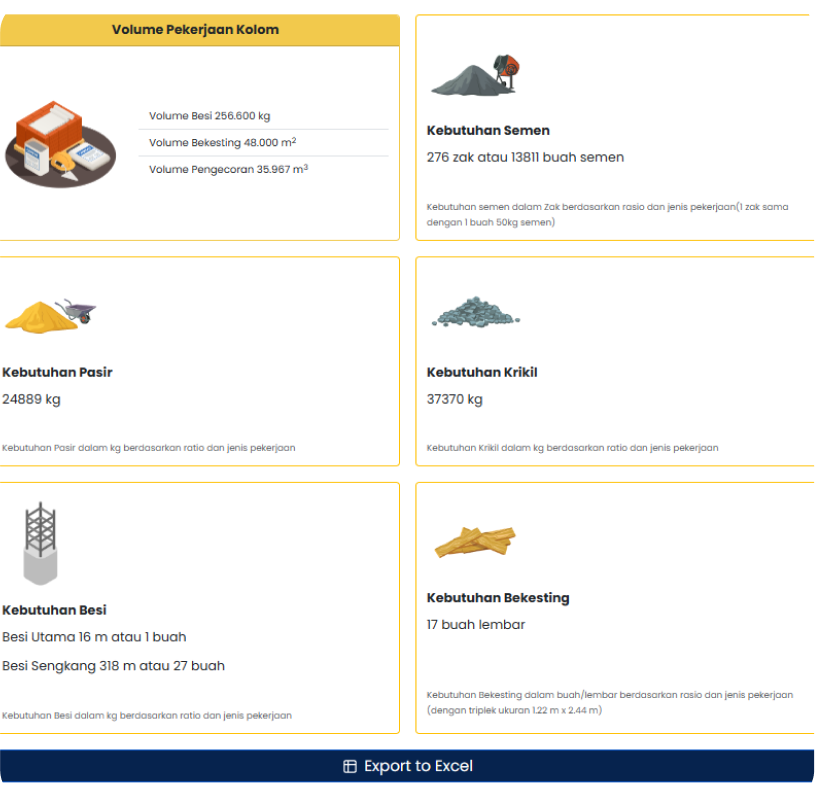 Volume Pekerjaan Kolom
Volume Besi 256.600 kg
Volume Bekesting 48.000 m²
Volume Pengecoran 35.967 m³
Kebutuhan Semen
276 zak atau 13811 buah semen
Kebutuhan semen dalam Zak berdasarkan rasio dan jenis pekerjaan(1 zak sama
dengan 1 buah 50kg semen)
Kebutuhan Pasir
24889 kg
Kebutuhan Pasir dalam kg berdasarkan ratio dan jenis pekerjaan
Kebutuhan Krikil
37370 kg
Kebutuhan Krikil dalam kg berdasarkan ratio dan jenis pekerjaan
Kebutuhan Besi
Besi Utama 16 m atau 1 buah
Besi Sengkang 318 m atau 27 buah
Kebutuhan Besi dalam kg berdasarkan ratio dan jenis pekerjaan
Kebutuhan Bekesting
17 buah lembar
Kebutuhan Bekesting dalam buah/lembar berdasarkan rasio dan jenis pekerjaan
(dengan triplek ukuran 1.22 m x 2.44 m)
Export to Excel